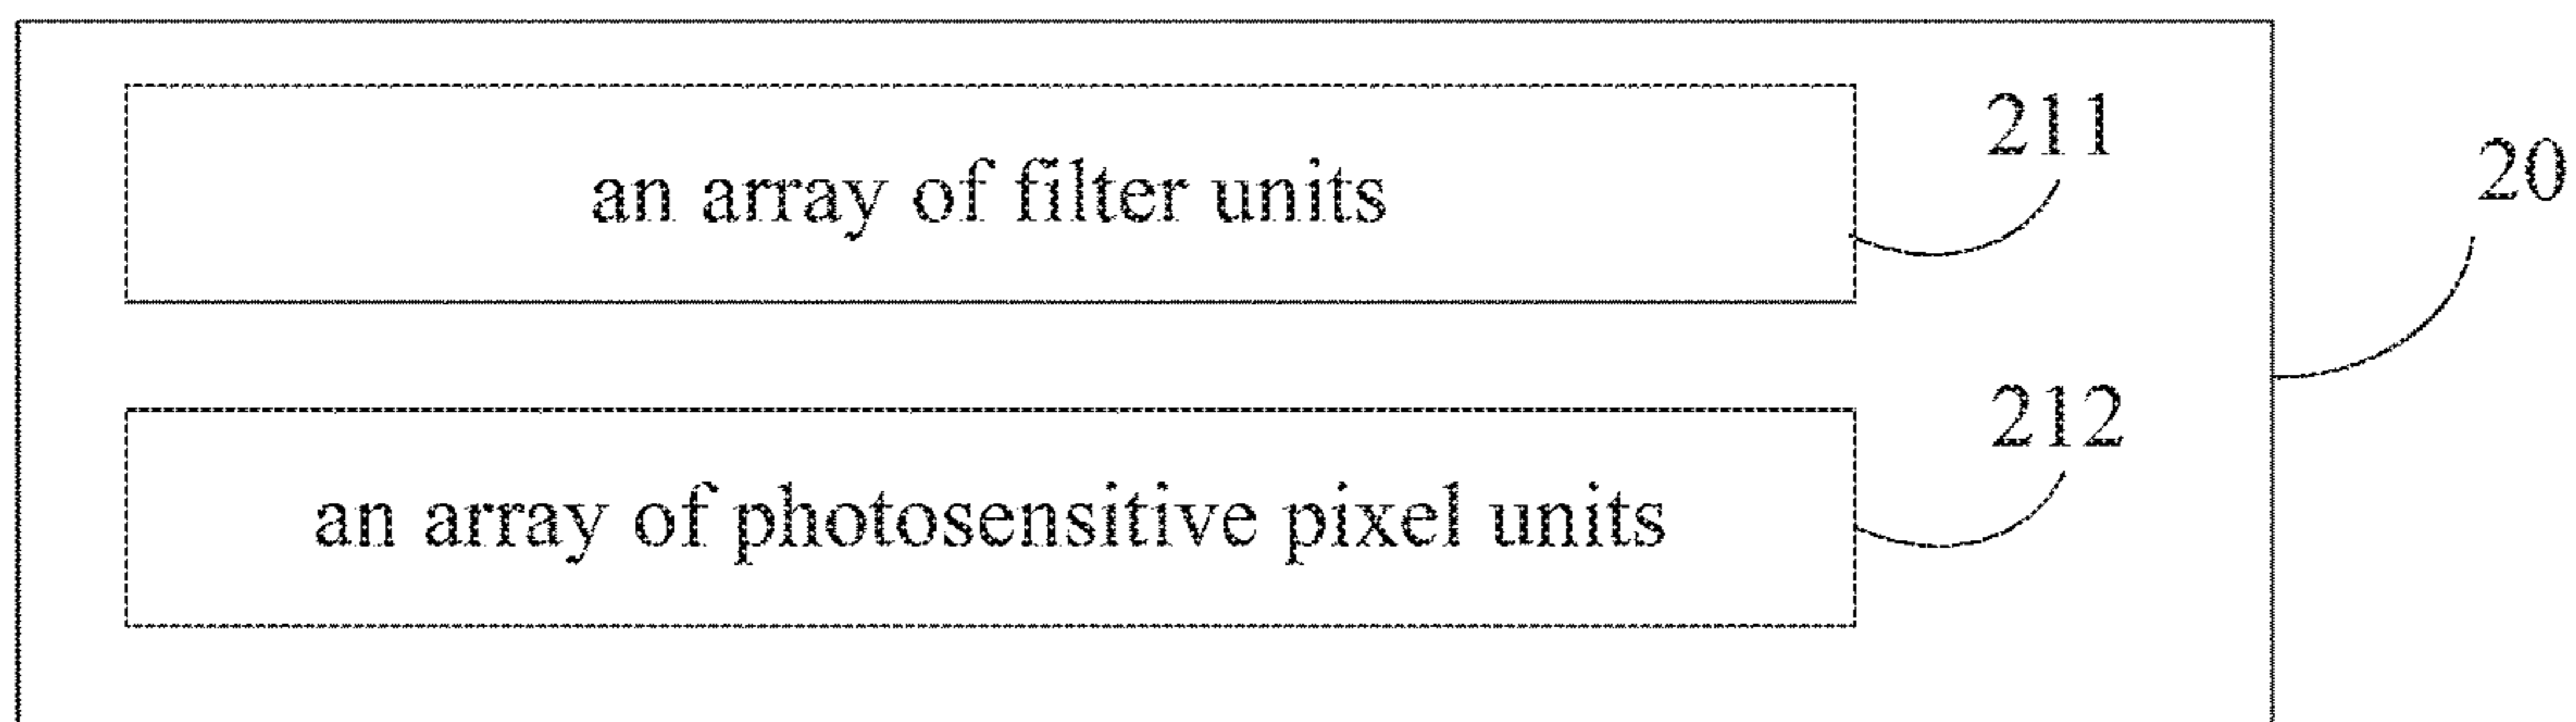 an array of filter units
211
20
an array of photosensitive pixel units
212